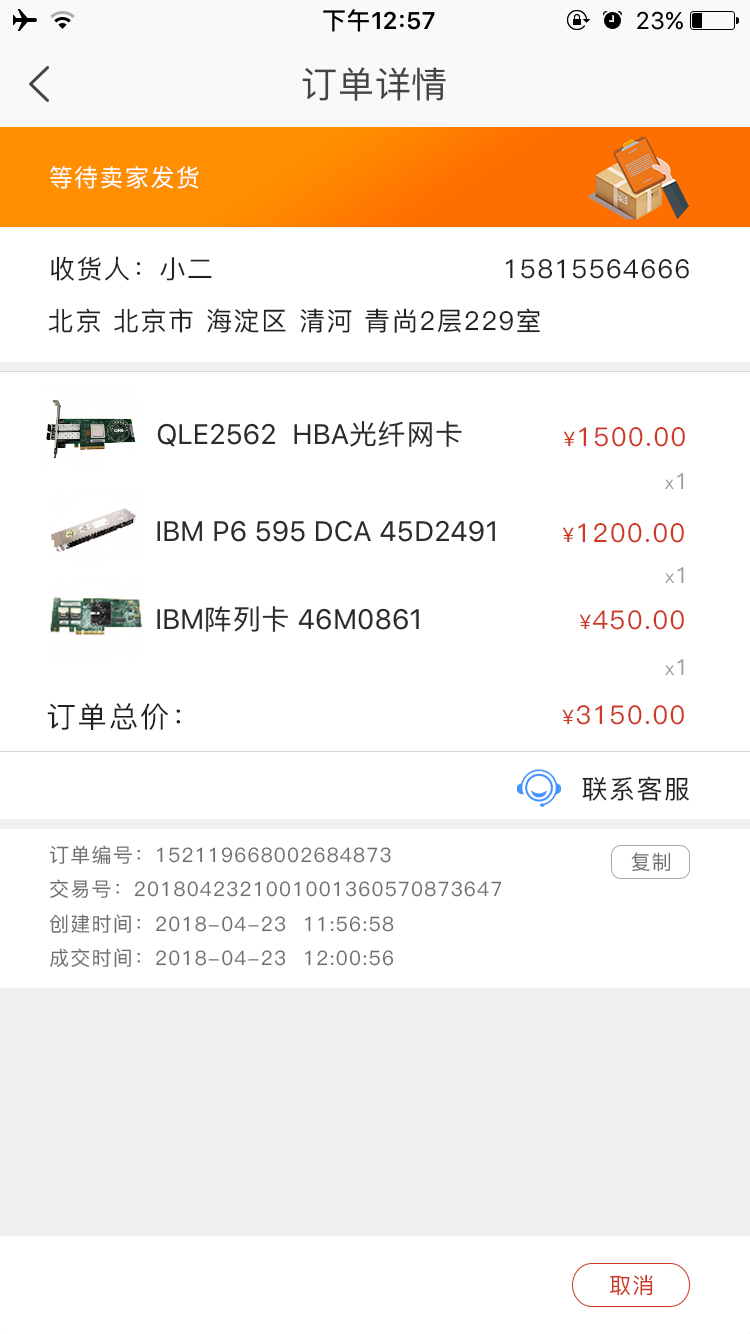 下午12:57
23%
订单详情
等待卖家发货
收货人：小二 15815564666
北京 北京市 海淀区 清河 青尚2层229室
QLE2562 HBA光纤网卡 ¥1500.00
x1
IBM P6 595 DCA 45D2491 ¥1200.00
x1
IBM阵列卡 46M0861 ¥450.00
x1
订单总价： ¥3150.00
联系客服
订单编号：152119668002684873 复制
交易号：2018042321001001360570873647
创建时间：2018-04-23 11:56:58
成交时间：2018-04-23 12:00:56
取消